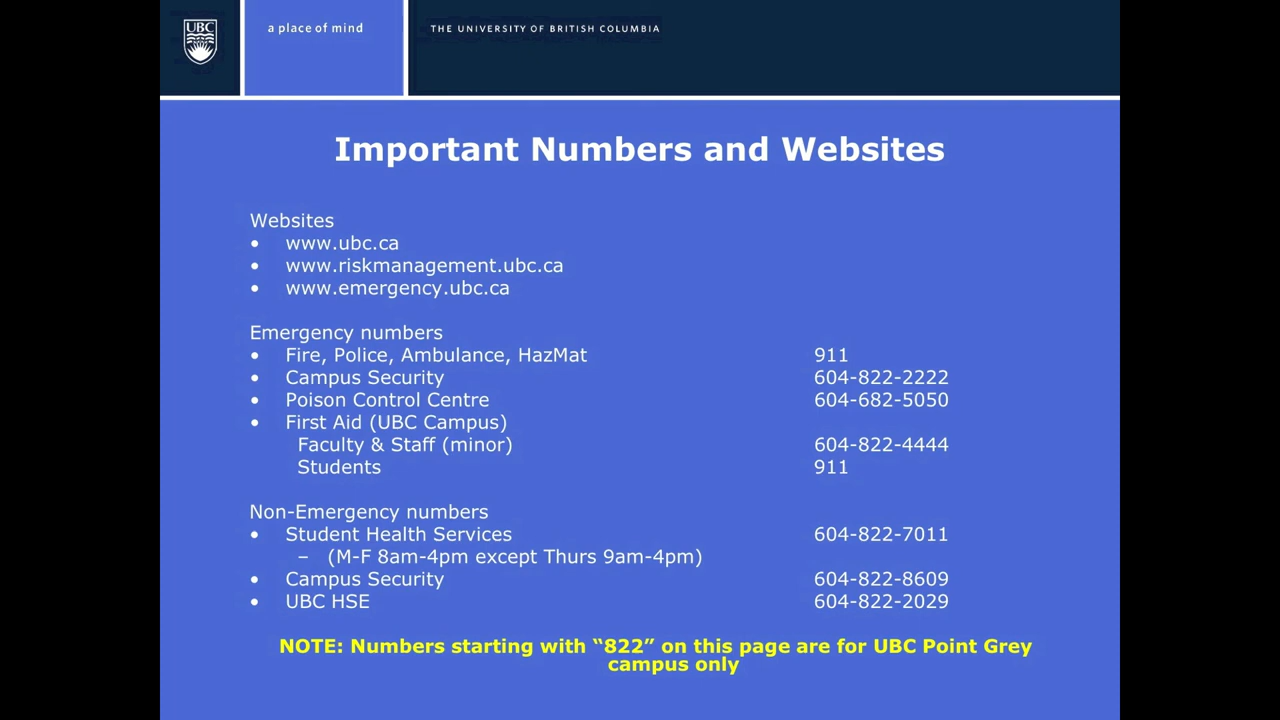 UBC
a place of mind
THE UNIVERSITY OF BRITISH COLUMBIA
Important Numbers and Websites
Websites
• www.ubc.ca
• www.riskmanagement.ubc.ca
• www.emergency.ubc.ca
Emergency numbers
• Fire, Police, Ambulance, HazMat 911
• Campus Security 604-822-2222
• Poison Control Centre 604-682-5050
• First Aid (UBC Campus)
Faculty & Staff (minor) 604-822-4444
Students 911
Non-Emergency numbers
• Student Health Services 604-822-7011
– (M-F 8am-4pm except Thurs 9am-4pm)
• Campus Security 604-822-8609
• UBC HSE 604-822-2029
NOTE: Numbers starting with “822” on this page are for UBC Point Grey
campus only